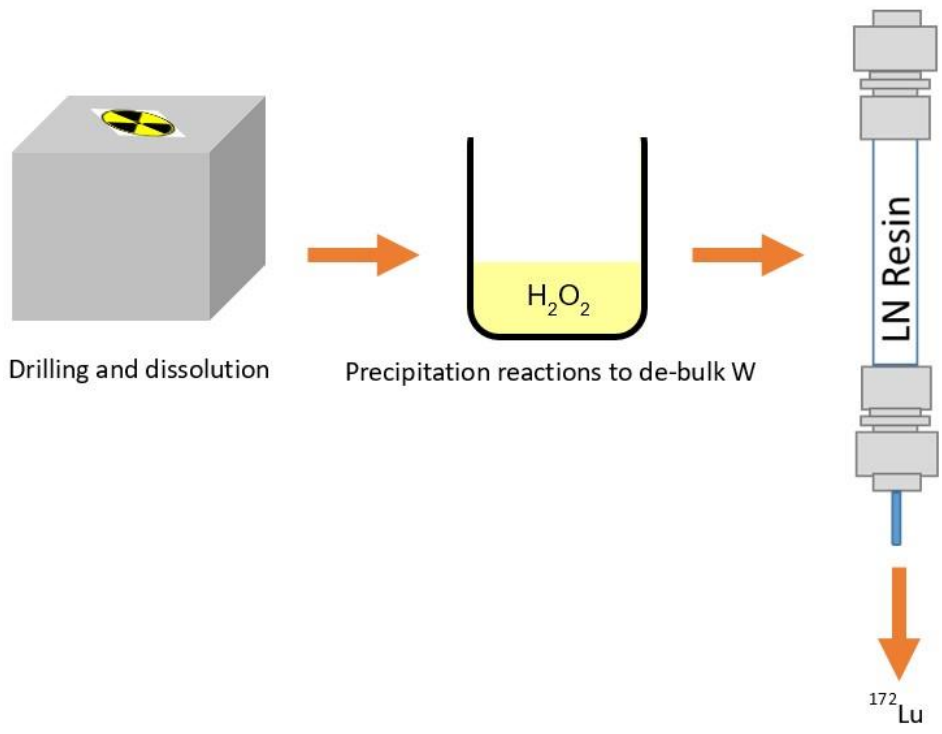 Drilling and dissolution
H₂O₂
Precipitation reactions to de-bulk W
LN Resin
¹⁷²Lu